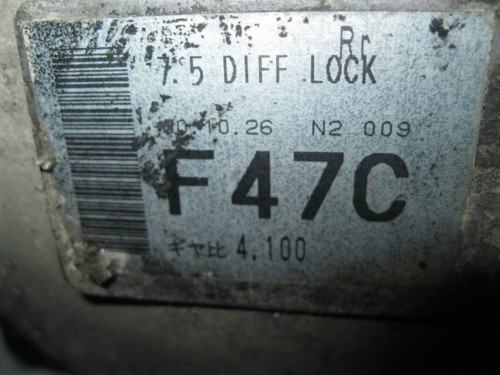 Rr
7.5 DIFF LOCK
10.26 N2 009
F47C
ギヤ比 4.100